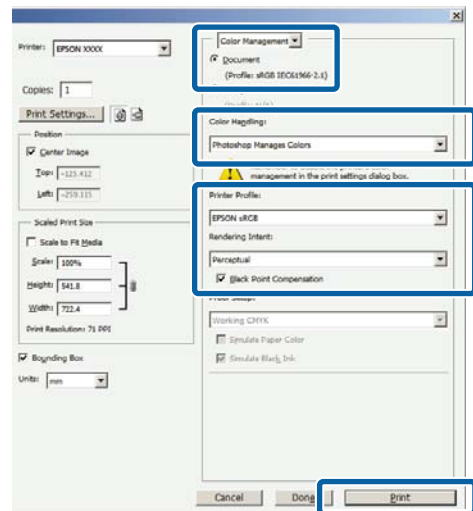 Printer: EPSON XXXX
Copies: 1
Print Settings...
Position
Center Image
Top: -125.412
Left: -259.115
Scaled Print Size
Scale to Fit Media
Scale: 100%
Height: 541.8
Width: 722.4
Print Resolution: 71 PPI
Bounding Box
Units: mm
Color Management
Document
(Profile: sRGB IEC61966-2.1)
Color Handling:
Photoshop Manages Colors
management in the print settings dialog box.
Printer Profile:
EPSON sRGB
Rendering Intent:
Perceptual
Black Point Compensation
Proof Setup:
Working CMYK
Simulate Paper Color
Simulate Black Ink
Cancel
Done
Print